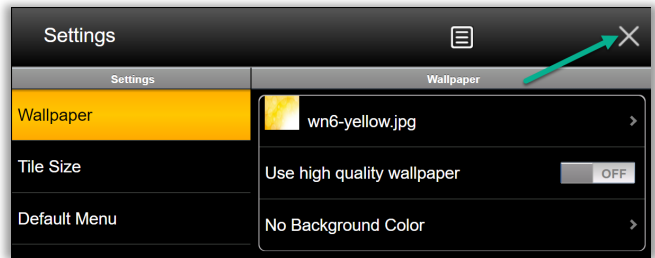 Settings
Settings
Wallpaper
Wallpaper
Tile Size
Default Menu
wn6-yellow.jpg
Use high quality wallpaper
OFF
No Background Color